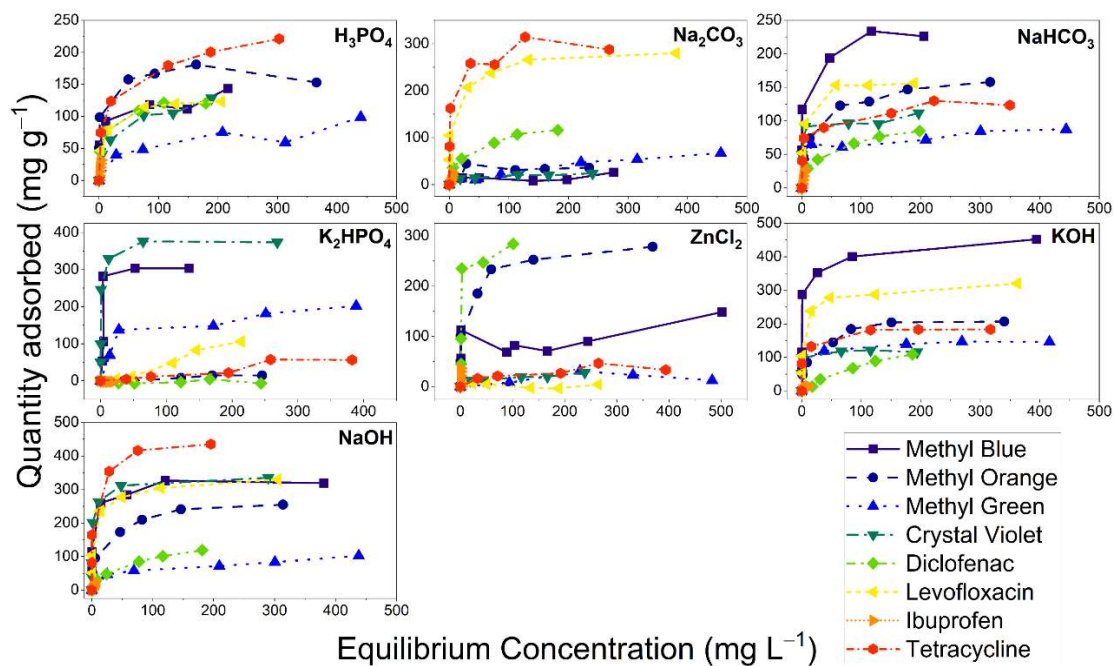 Quantity adsorbed (mg g⁻¹)
H₃PO₄
250
200
150
100
50
0
0 100 200 300 400 500
Na₂CO₃
300
200
100
0
0 100 200 300 400 500
NaHCO₃
250
200
150
100
50
0
0 100 200 300 400 500
K₂HPO₄
400
300
200
100
0
0 100 200 300 400 500
ZnCl₂
300
200
100
0
0 100 200 300 400 500
KOH
500
400
300
200
100
0
0 100 200 300 400 500
NaOH
500
400
300
200
100
0
0 100 200 300 400 500
Methyl Blue
Methyl Orange
Methyl Green
Crystal Violet
Diclofenac
Levofloxacin
Ibuprofen
Tetracycline
Equilibrium Concentration (mg L⁻¹)